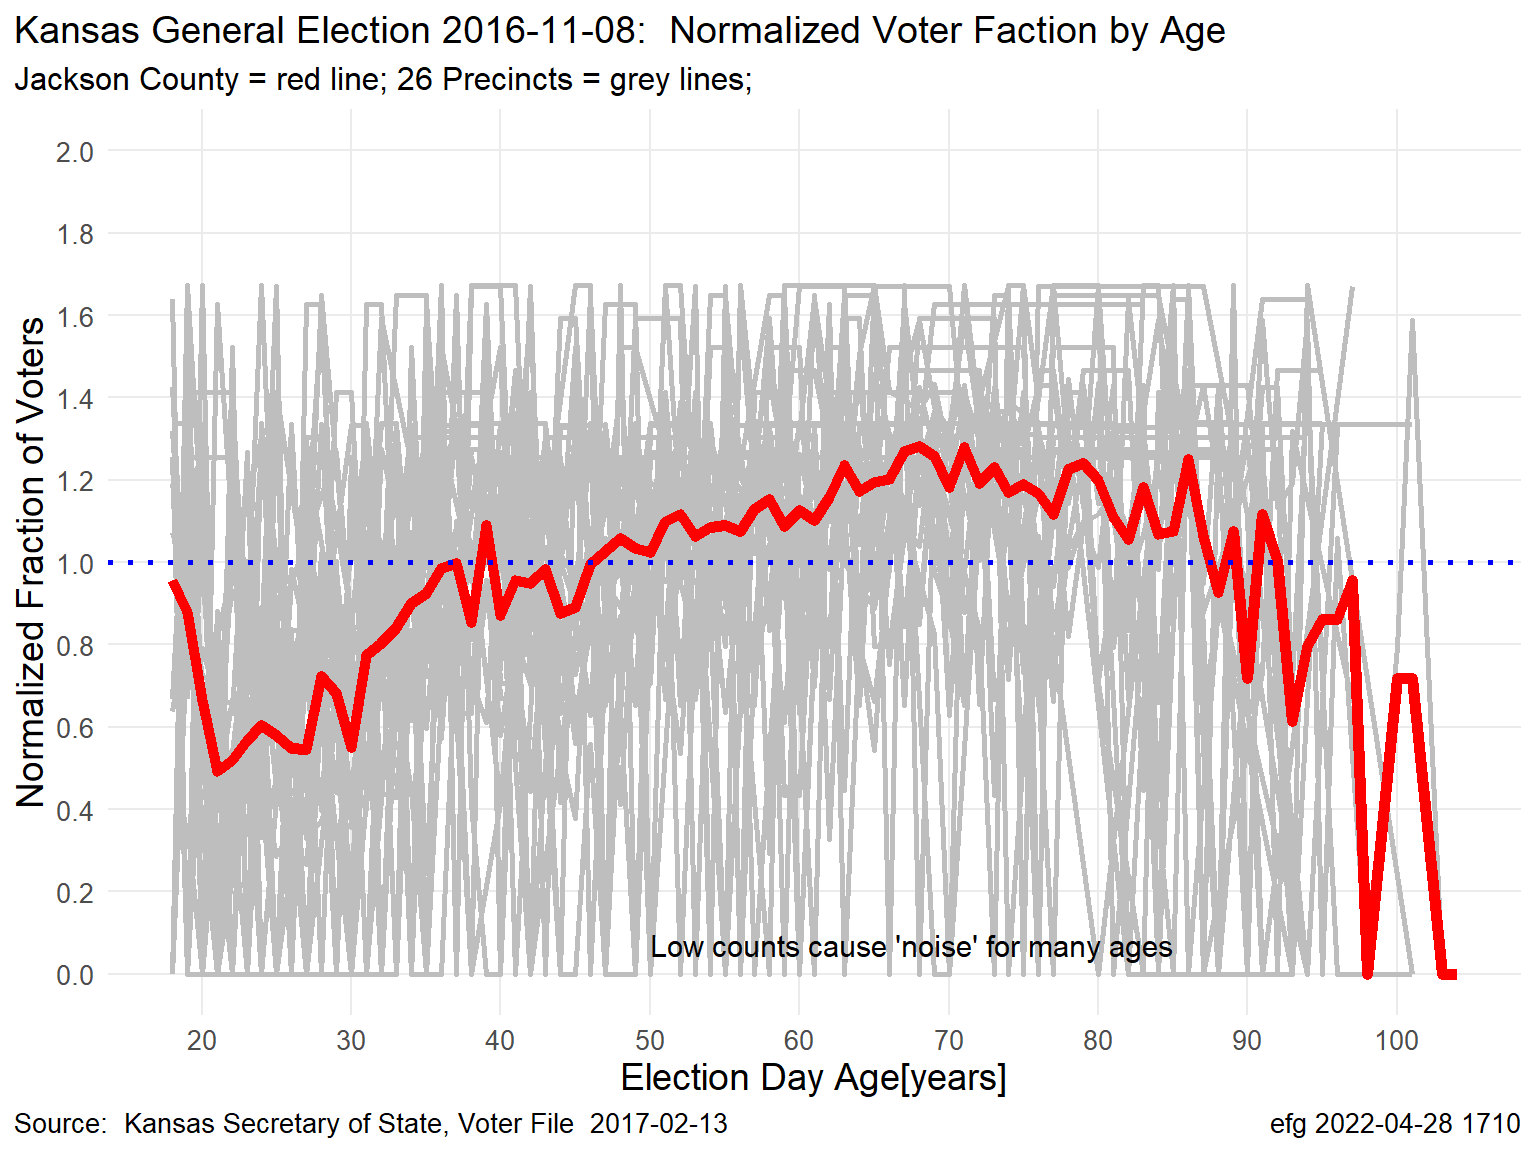 Kansas General Election 2016-11-08:  Normalized Voter Faction by Age
Jackson County = red line; 26 Precincts = grey lines;
Normalized Fraction of Voters
2.0
1.8
1.6
1.4
1.2
1.0
0.8
0.6
0.4
0.2
0.0
Low counts cause 'noise' for many ages
20 30 40 50 60 70 80 90 100
Election Day Age[years]
Source:  Kansas Secretary of State, Voter File  2017-02-13
efg 2022-04-28 1710